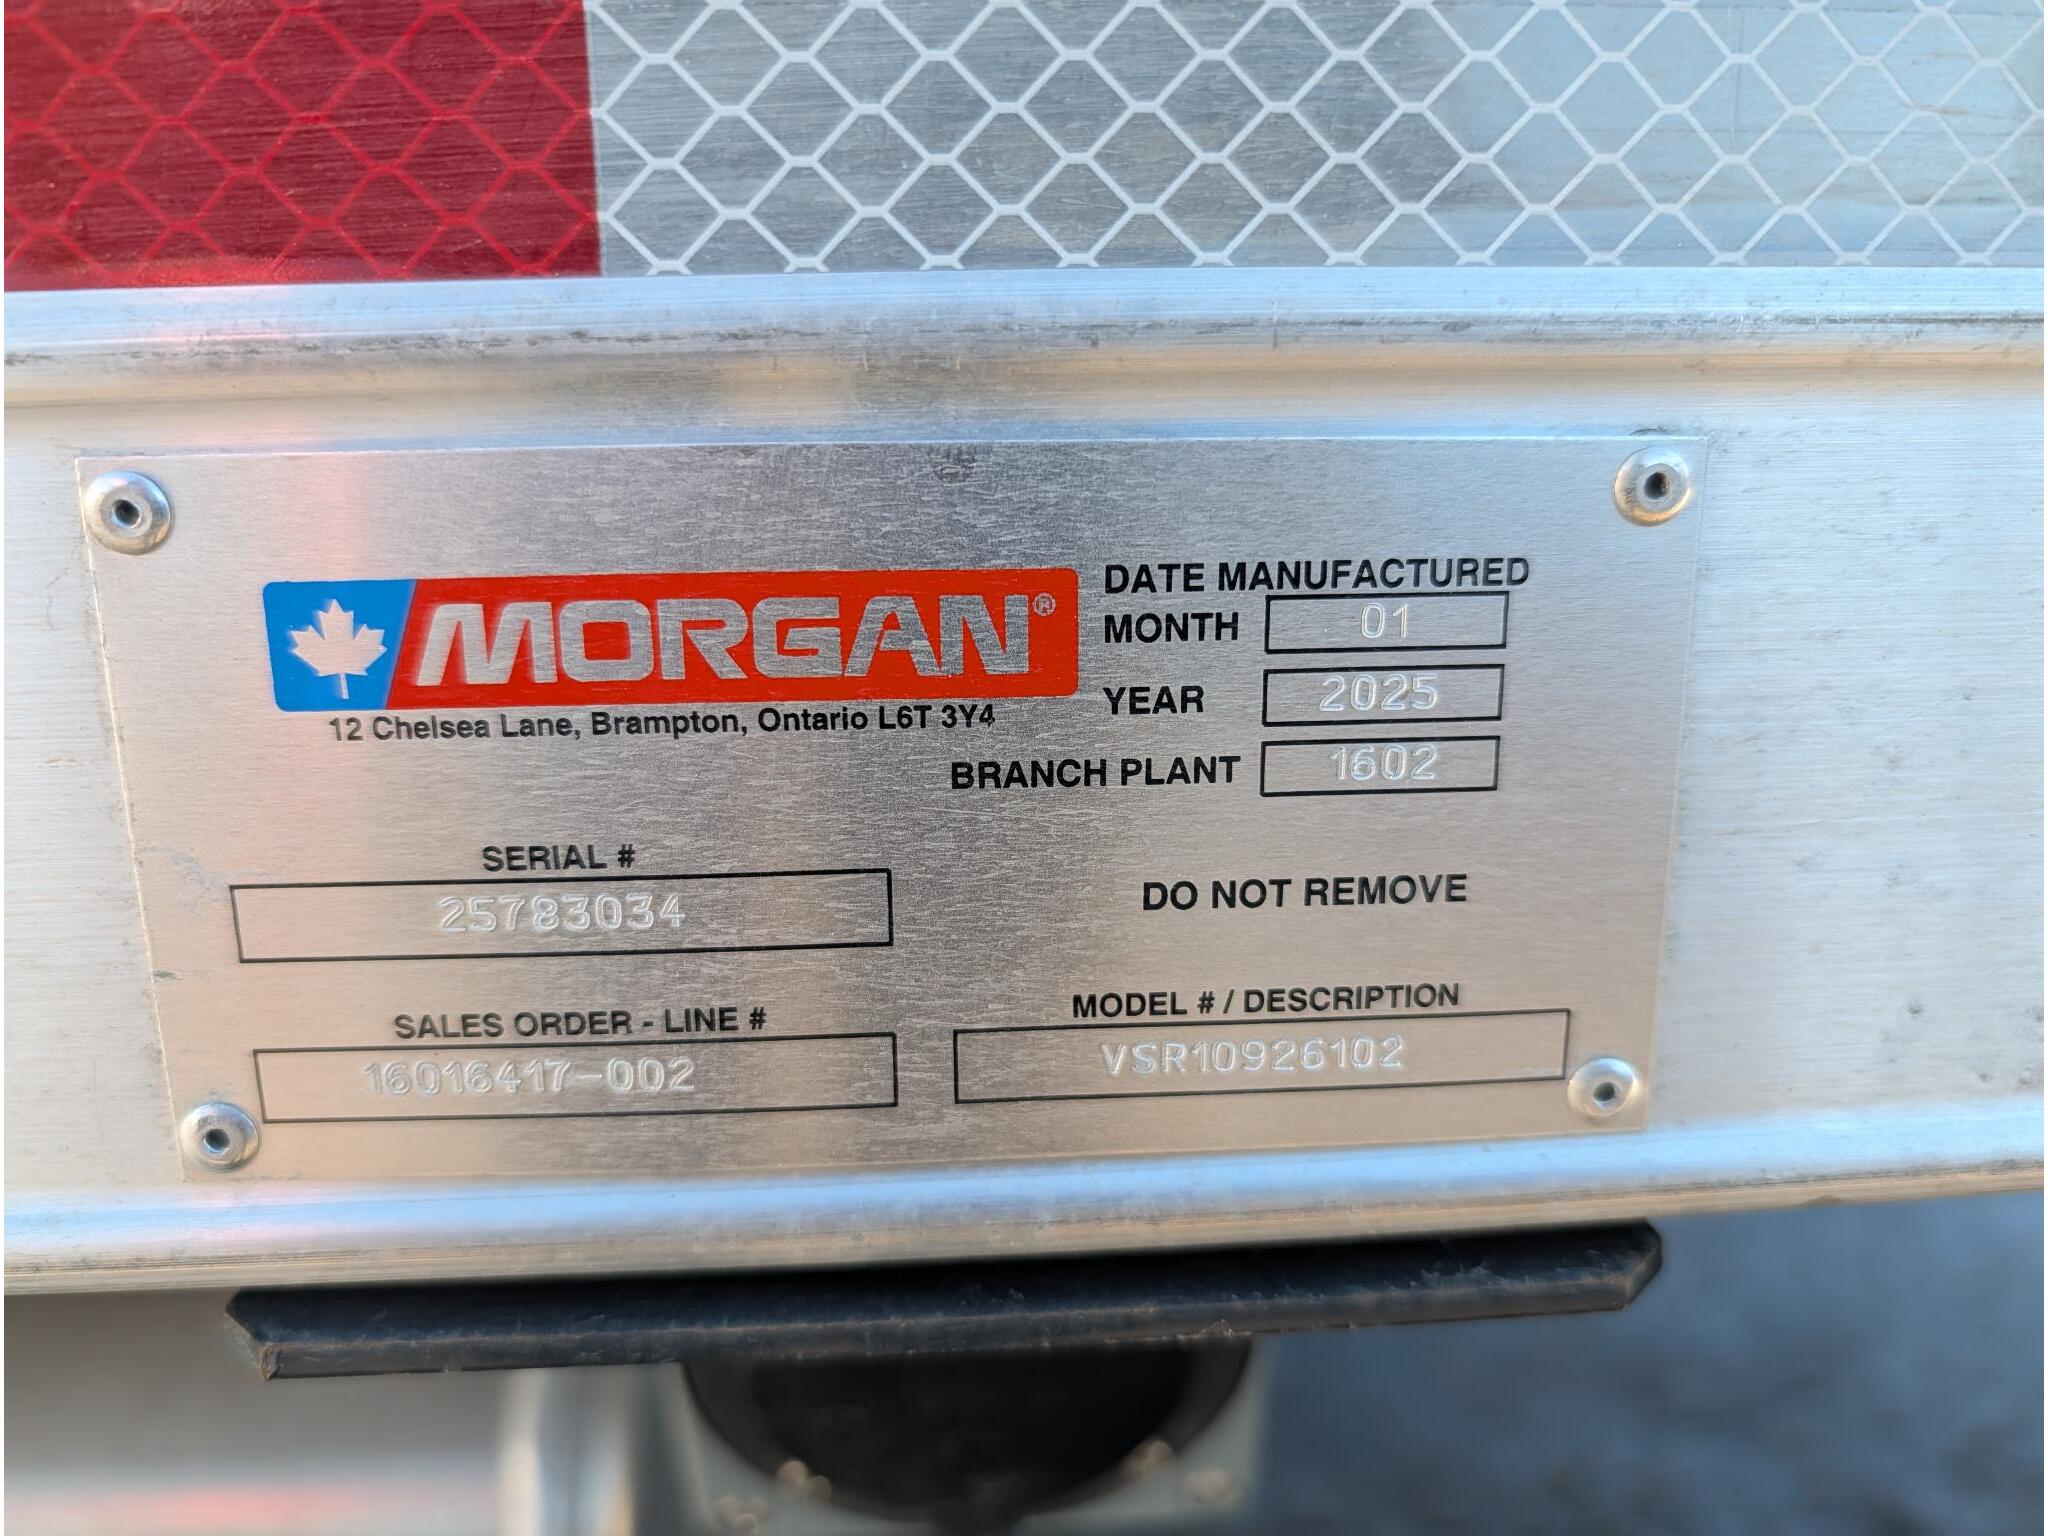 MORGAN®
12 Chelsea Lane, Brampton, Ontario L6T 3Y4
DATE MANUFACTURED
MONTH 01
YEAR 2025
BRANCH PLANT 1602
SERIAL #
25783034
DO NOT REMOVE
SALES ORDER - LINE #
16016417-002
MODEL # / DESCRIPTION
VSR10926102